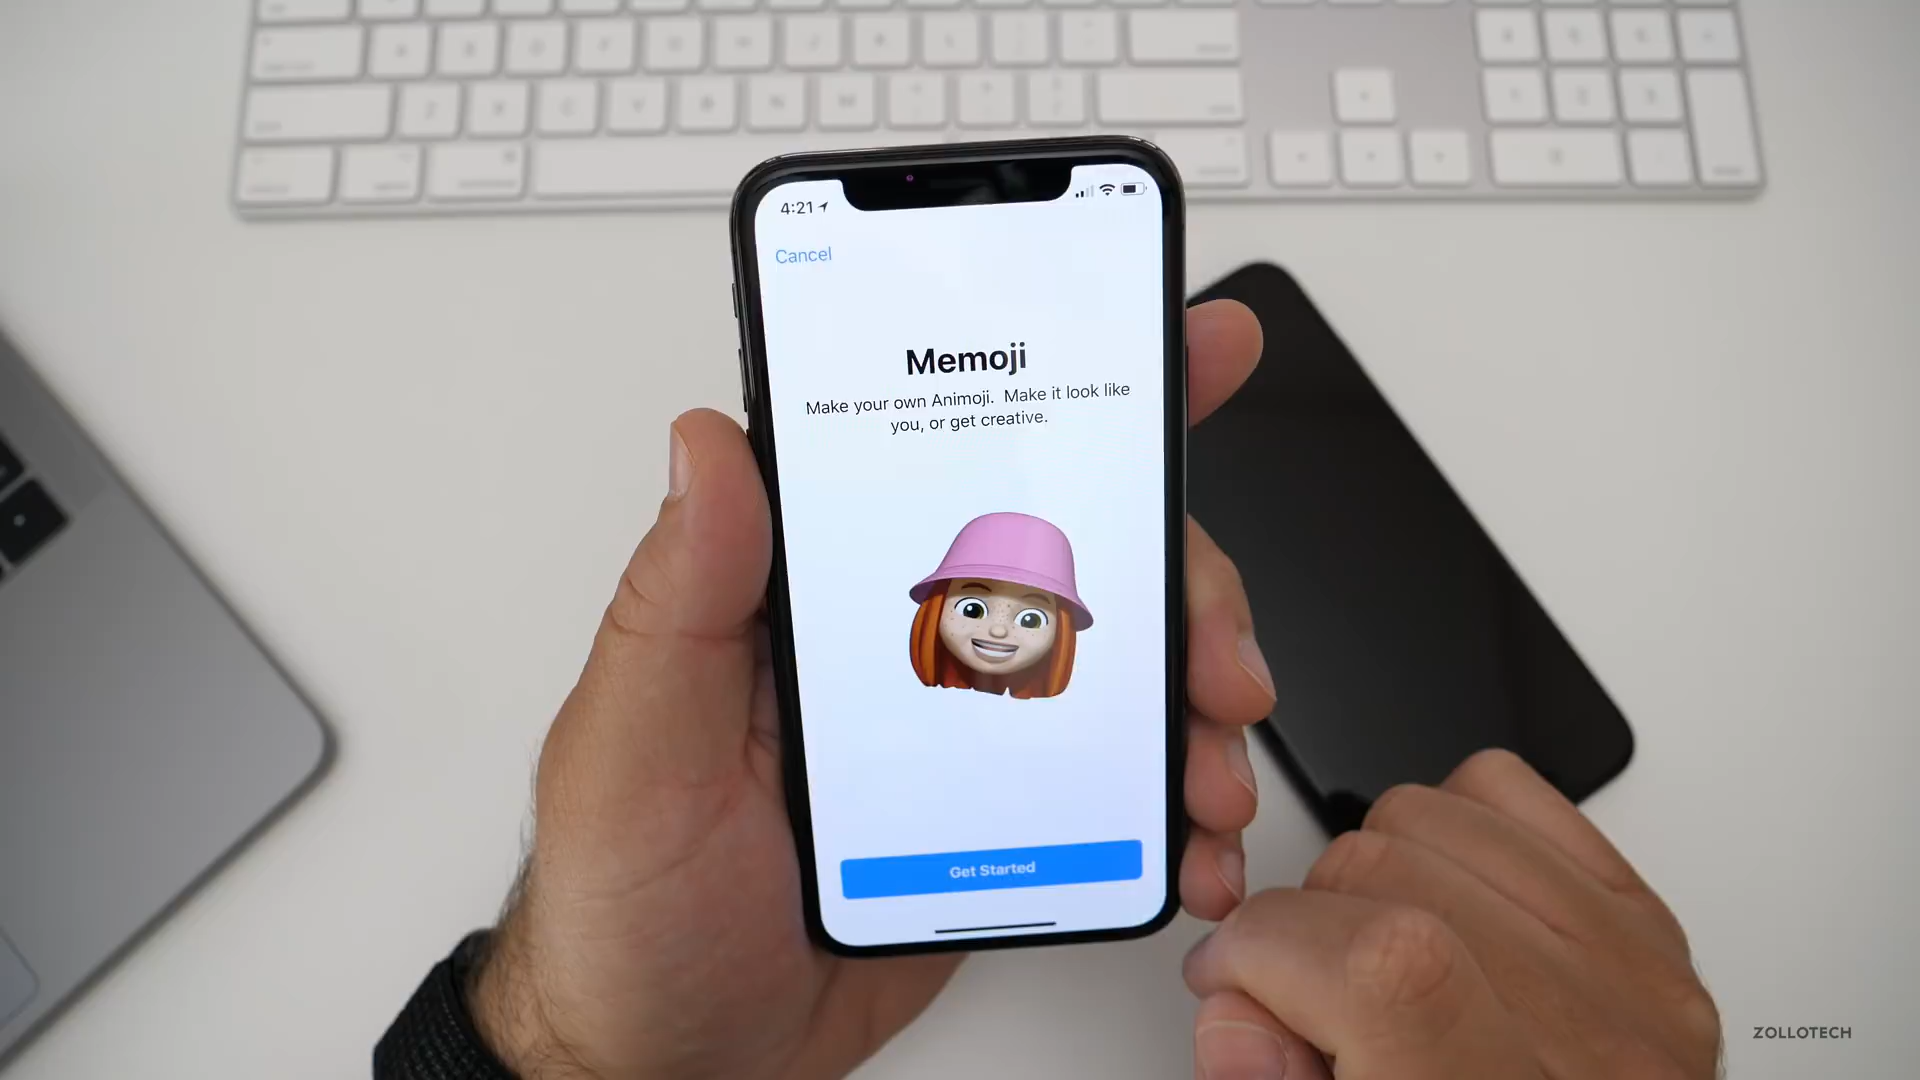 4:21
Cancel
Memoji
Make your own Animoji.  Make it look like
you, or get creative.
Get Started
ZOLLOTECH